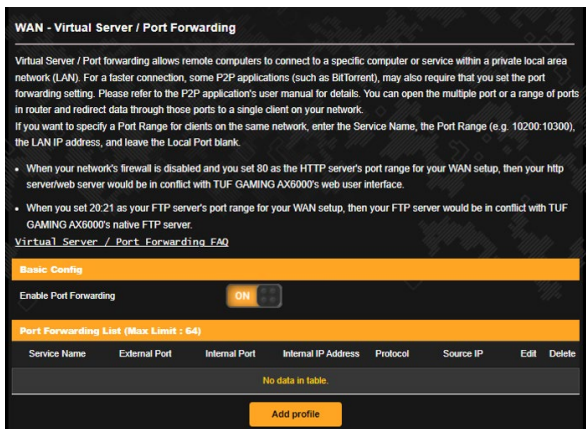 WAN - Virtual Server / Port Forwarding
Virtual Server / Port forwarding allows remote computers to connect to a specific computer or service within a private local area
network (LAN). For a faster connection, some P2P applications (such as BitTorrent), may also require that you set the port
forwarding setting. Please refer to the P2P application's user manual for details. You can open the multiple port or a range of ports
in router and redirect data through those ports to a single client on your network.
If you want to specify a Port Range for clients on the same network, enter the Service Name, the Port Range (e.g. 10200:10300),
the LAN IP address, and leave the Local Port blank.
• When your network's firewall is disabled and you set 80 as the HTTP server's port range for your WAN setup, then your http
server/web server would be in conflict with TUF GAMING AX6000's web user
interface.
• When you set 20:21 as your FTP server's port range for your WAN setup, then your FTP server would be in conflict with TUF
GAMING AX6000's native FTP server.
Virtual Server / Port Forwarding FAQ
Basic Config
Enable Port Forwarding ON
Port Forwarding List (Max Limit : 64)
Service Name External Port Internal Port Internal IP Address Protocol Source IP Edit Delete
No data in table.
Add profile